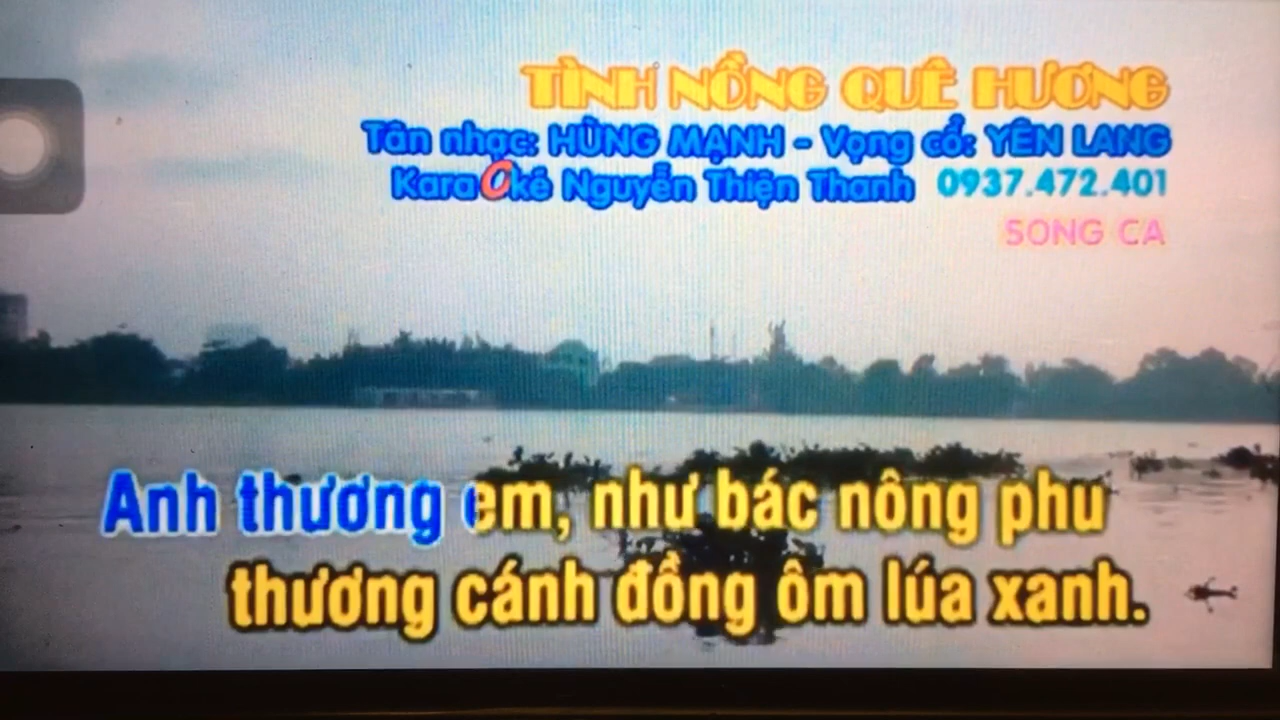 TÌNH NỒNG QUÊ HƯƠNG
Tân nhạc: HÙNG MẠNH - Vọng cổ: YÊN LANG
KaraOkê Nguyễn Thiện Thanh 0937.472.401
SONG CA
Anh thương em, như bác nông phu
thương cánh đồng ôm lúa xanh.